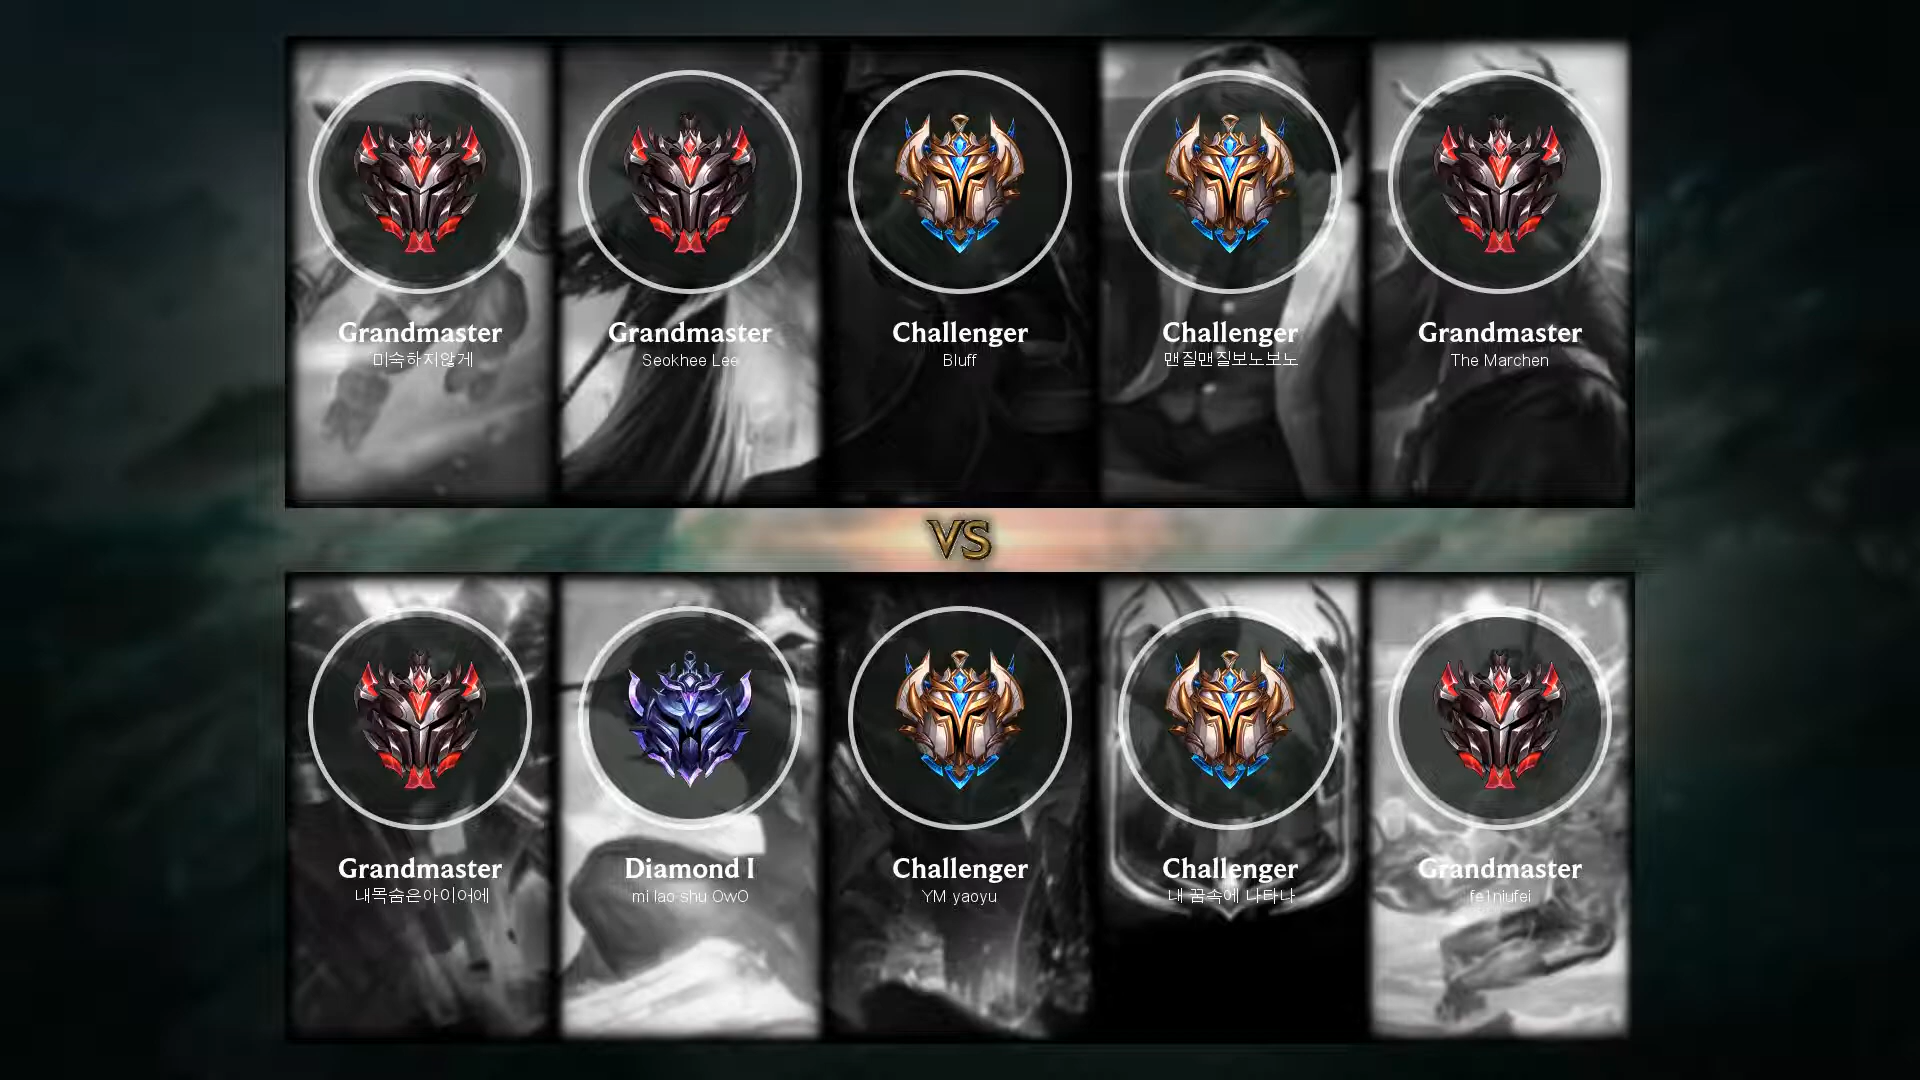 Grandmaster
미숙하지않게
Grandmaster
Seokhee Lee
Challenger
Bluff
Challenger
맨질맨질보노보노
Grandmaster
The Marchen
VS
Grandmaster
내목숨은아이어에
Diamond I
mi lao shu OwO
Challenger
YM yaoyu
Challenger
내 꿈속에 나타나
Grandmaster
fe1niufei